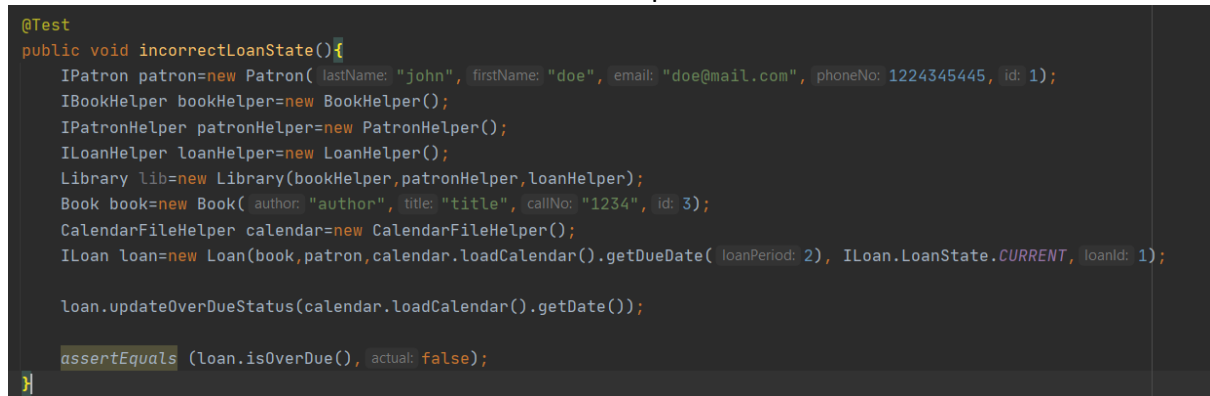 @Test
public void incorrectLoanState(){
IPatron patron=new Patron( lastName: "john", firstName: "doe", email: "doe@mail.com", phoneNo: 1224345445, id: 1);
IBookHelper bookHelper=new BookHelper();
IPatronHelper patronHelper=new PatronHelper();
ILoanHelper loanHelper=new LoanHelper();
Library lib=new Library(bookHelper,patronHelper,loanHelper);
Book book=new Book( author: "author", title: "title", callNo: "1234", id: 3);
CalendarFileHelper calendar=new CalendarFileHelper();
ILoan loan=new Loan(book,patron,calendar.loadCalendar().getDueDate( loanPeriod: 2), ILoan.LoanState.CURRENT, loanId: 1);
loan.updateOverDueStatus(calendar.loadCalendar().getDate());
assertEquals (loan.isOverDue(), actual: false);
}